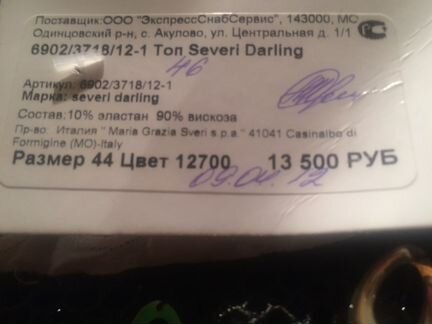 Поставщик:ООО "ЭкспрессСнабСервис", 143000, МО
Одинцовский р-н, с. Акулово, ул. Центральная д. 1/1
6902/3718/12-1 Топ Severi Darling
46
Артикул: 6902/3718/12-1
Марка: severi darling
Состав:10% эластан 90% вискоза
Пр-во: Италия "Maria Grazia Sveri s.p.a." 41041 Casinalbo di
Formigine (MO)-Italy
Размер 44 Цвет 12700 13 500 РУБ
09.04.12